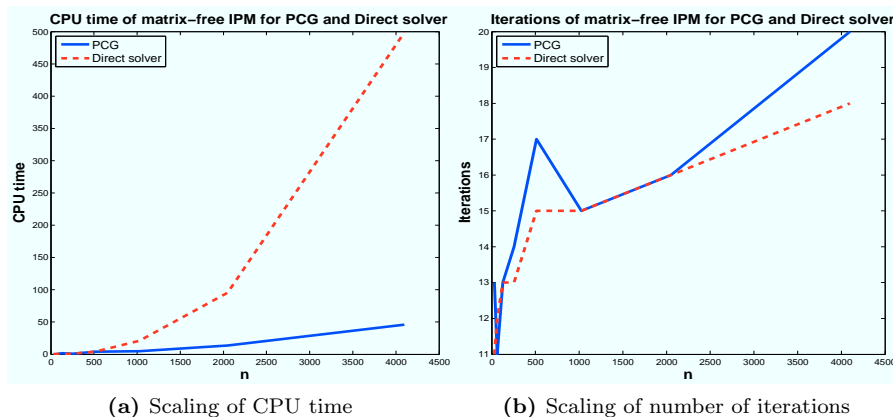 CPU time of matrix-free IPM for PCG and Direct solver
500
450
400
350
300
250
200
150
100
50
0
CPU time
PCG
Direct solver
0 500 1000 1500 2000 2500 3000 3500 4000 4500
n
(a) Scaling of CPU time
Iterations of matrix-free IPM for PCG and Direct solver
20
19
18
17
16
15
14
13
12
11
Iterations
PCG
Direct solver
0 500 1000 1500 2000 2500 3000 3500 4000 4500
n
(b) Scaling of number of iterations